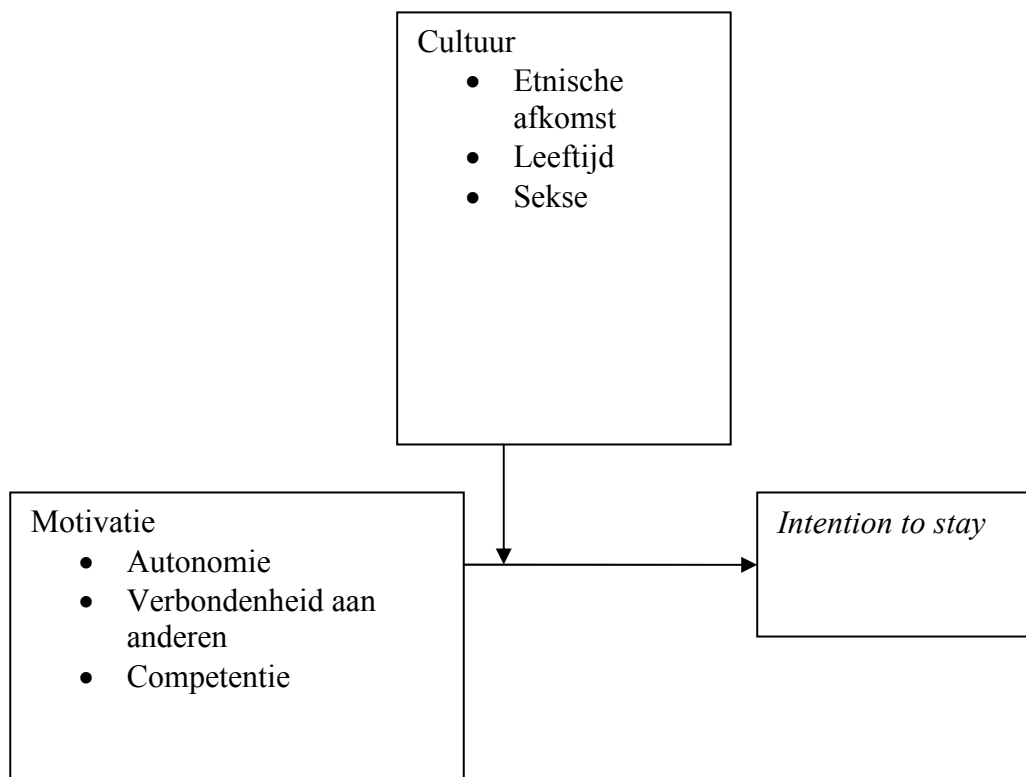 Cultuur
• Etnische
afkomst
• Leeftijd
• Sekse
Motivatie
• Autonomie
• Verbondenheid aan
anderen
• Competentie
Intention to stay